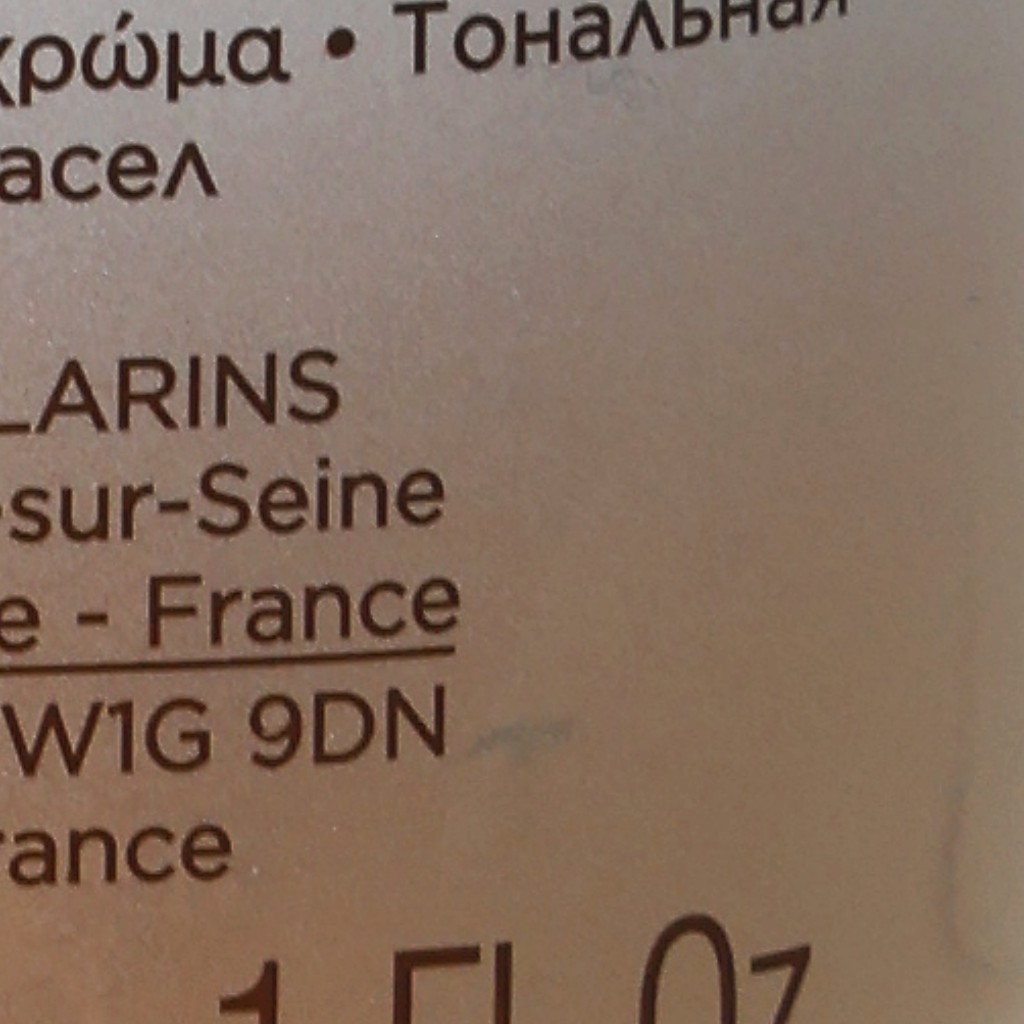 χρώμα • Тональная
асел
LARINS
-sur-Seine
e - France
W1G 9DN
rance
1 Fl. Oz